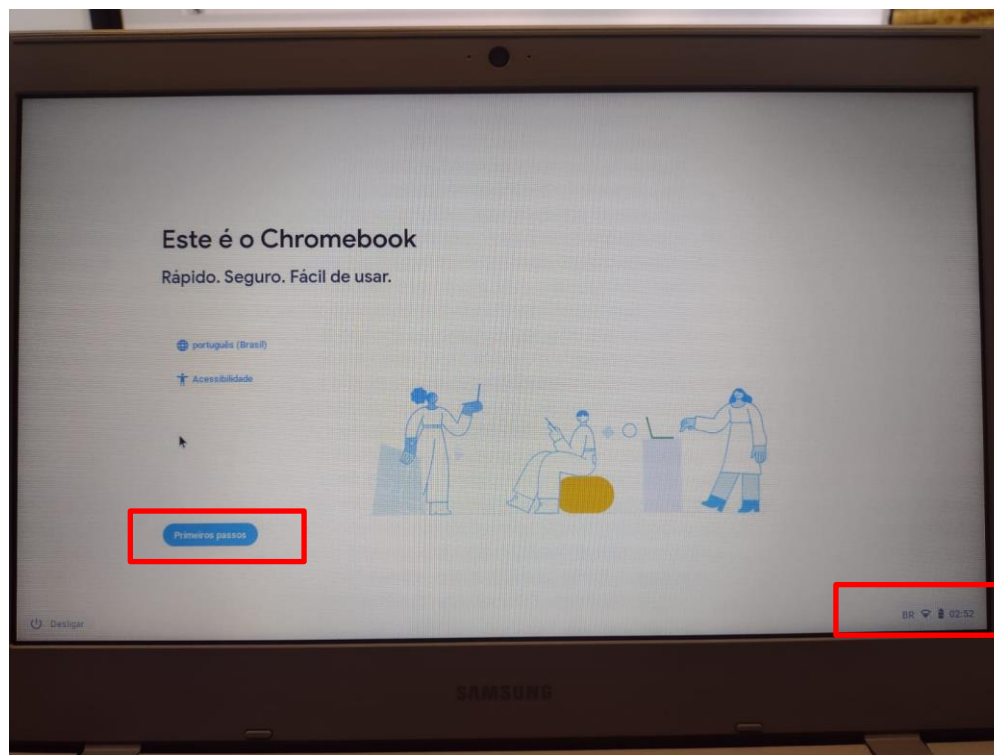 Este é o Chromebook
Rápido. Seguro. Fácil de usar.
português (Brasil)
Acessibilidade
Primeiros passos
Desligar
BR 02:52
SAMSUNG